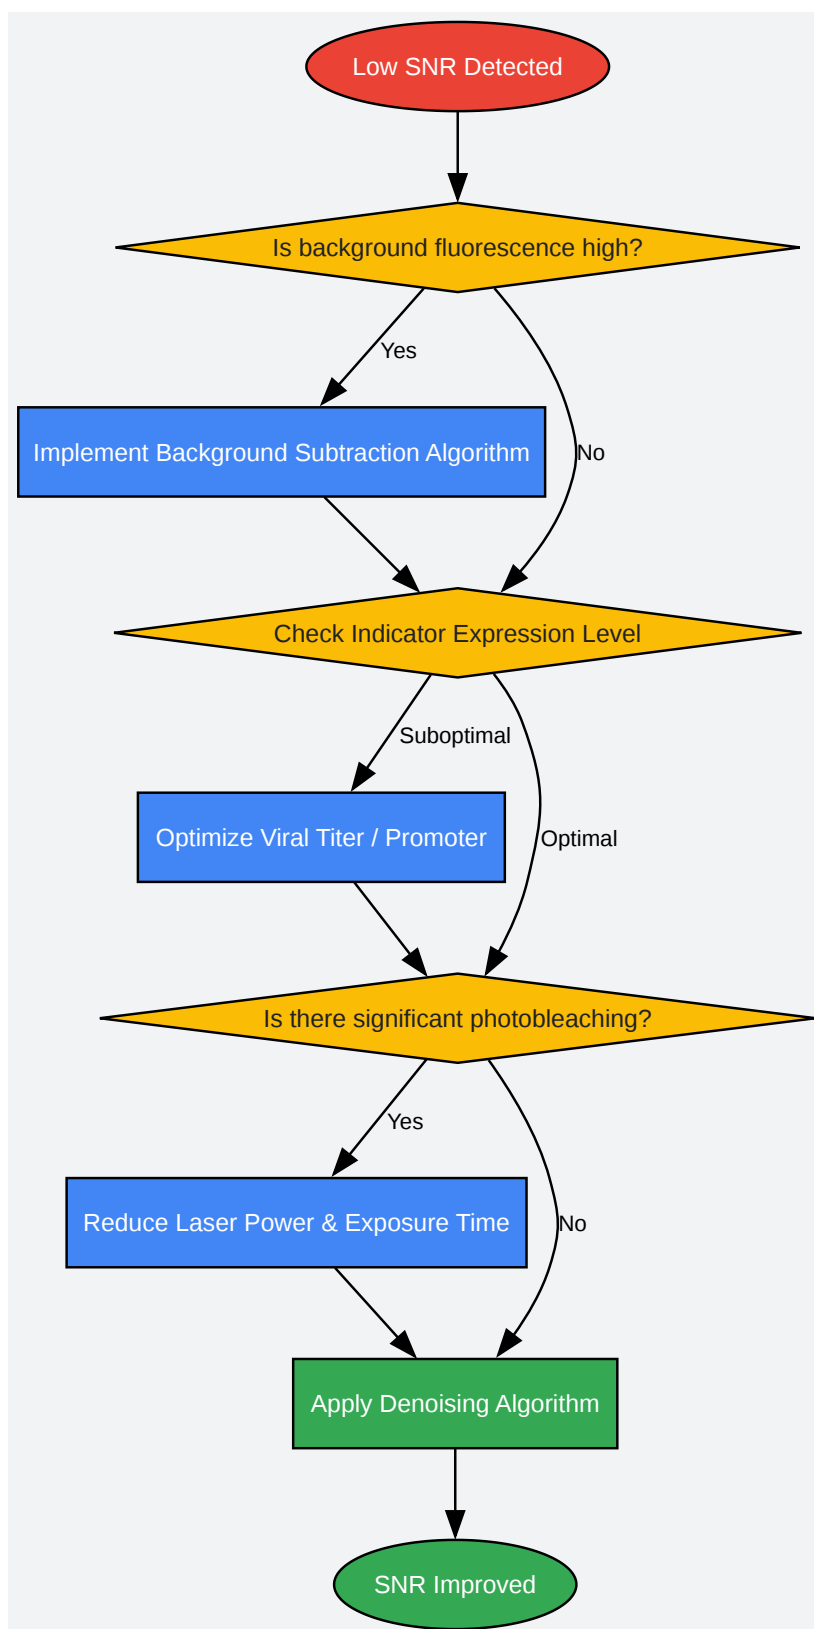 Low SNR Detected
Is background fluorescence high?
Yes
Implement Background Subtraction Algorithm
No
Check Indicator Expression Level
Suboptimal
Optimize Viral Titer / Promoter
Optimal
Is there significant photobleaching?
Yes
Reduce Laser Power & Exposure Time
No
Apply Denoising Algorithm
SNR Improved